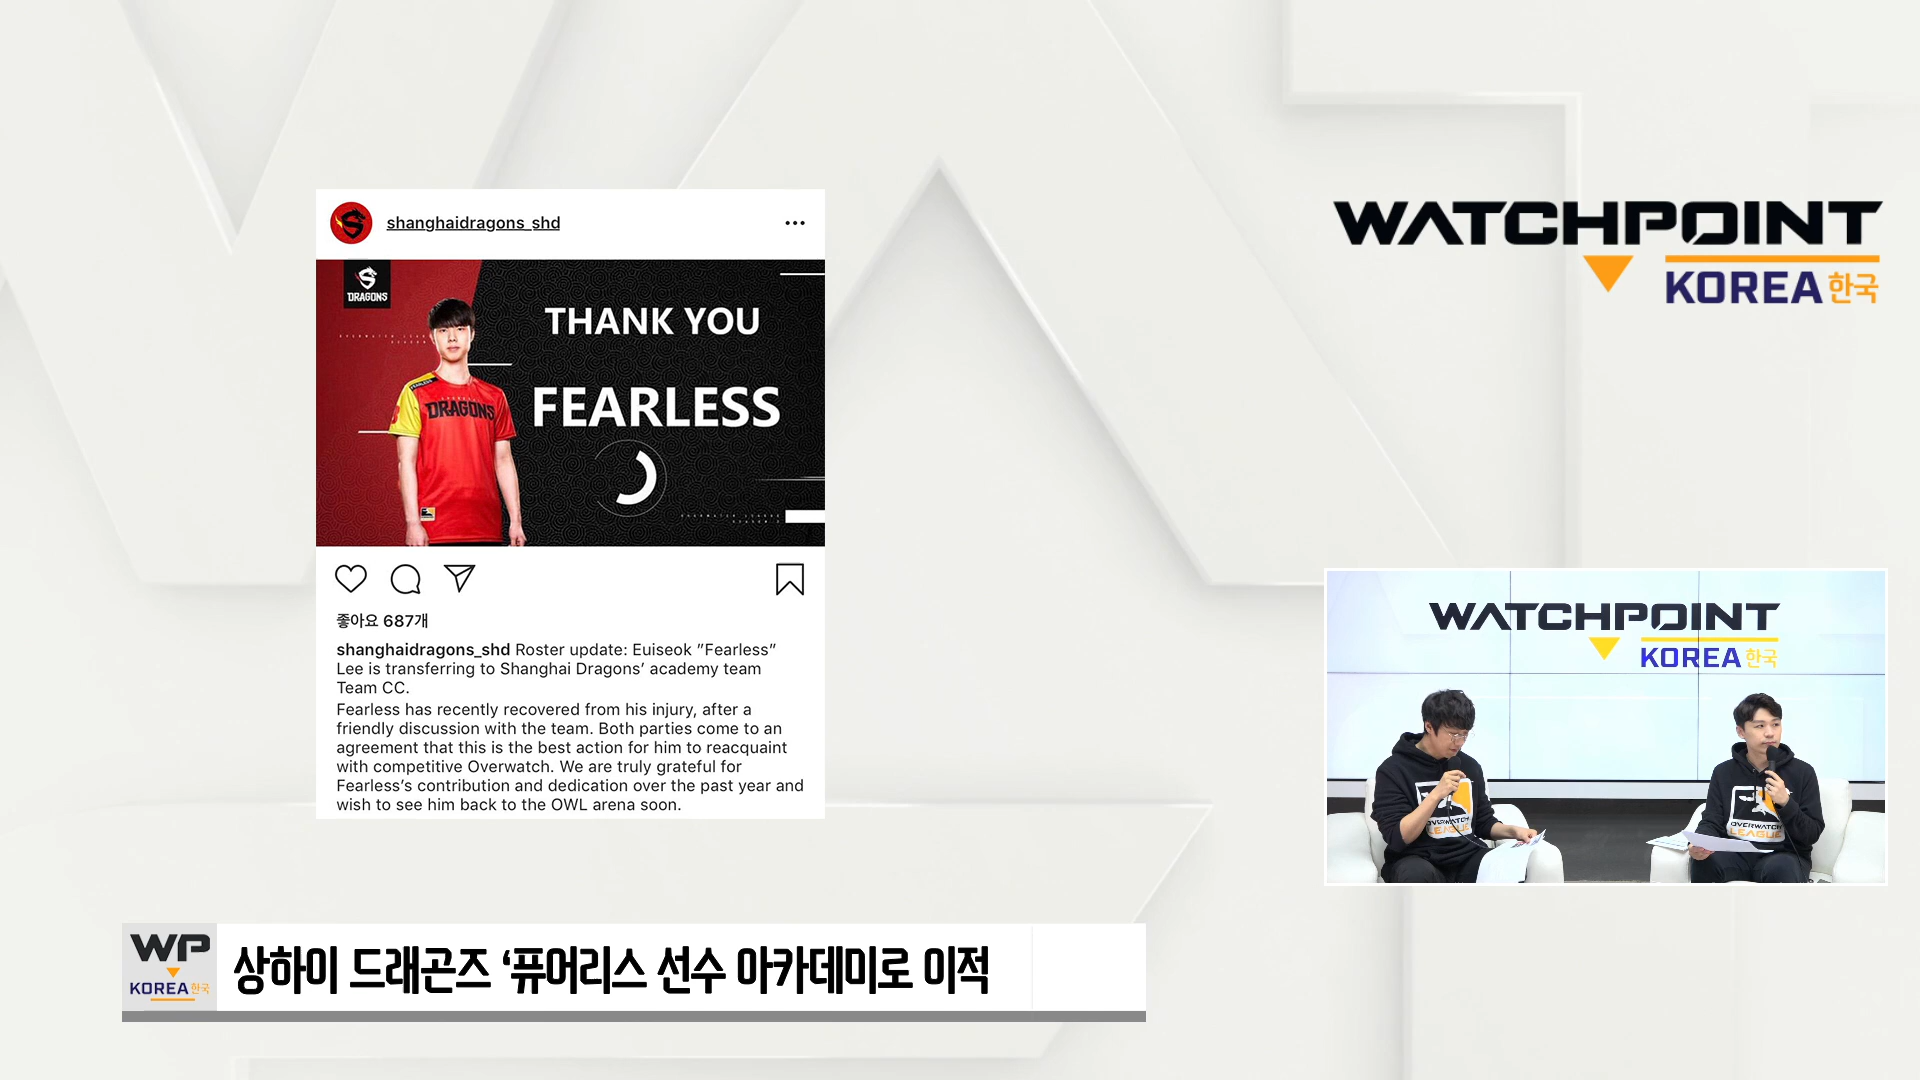 WATCHPOINT
KOREA 한국
shanghaidragons_shd
DRAGONS
THANK YOU
FEARLESS
DRAGONS
좋아요 687개
shanghaidragons_shd Roster update: Euiseok ”Fearless”
Lee is transferring to Shanghai Dragons’ academy team
Team CC.
Fearless has recently recovered from his injury, after a
friendly discussion with the team. Both parties come to an
agreement that this is the best action for him to reacquaint
with competitive Overwatch. We are truly grateful for
Fearless’s contribution and dedication over the past year and
wish to see him back to the OWL arena soon.
WATCHPOINT
KOREA 한국
OVERWATCH
LEAGUE
OVERWATCH
LEAGUE
WP
KOREA 한국
상하이 드래곤즈 ‘퓨어리스 선수 아카데미로 이적